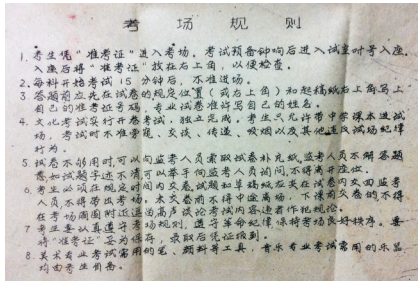 考 场 规 则
1.考生凭“准考证”进入考场，考试预备钟响后进入试室对号入座，
入座后将“准考证”放在右上角，以便检查。
2.每科开始考试15分钟后，不准进场。
3.答题前应先在试卷的规定位置（或右上角）和起稿纸右上角写上
自己的准考证号码，专业试卷准许写自己的姓名。
4.文化考试实行开卷考试，独立完成，考生只允许带中学课本进试
场，考试时不准旁窥、交谈、传递、吸烟以及其他违反试场纪律
行为。
5.试卷不够用时，可以向监考人员索取试卷补充纸，监考人员不解答题
意，如试题字迹不清可以举手向监考人员询问，不得离开座位。
6.考生必须在规定时间内交卷，试题和草稿纸应夹在试卷内交回监考
人员，不得带出考场。未交卷前不得中途离场，下课前交卷的不得
在考场周围附近逗留高声谈论考试内容，违者作犯规论。
7.考生要认真遵守考场规则，遵守革命纪律，保持考场良好秩序。要
将“准考证”妥为保存，录取后凭证报到。
8.美术专业考试需用的笔、颜料等工具，音乐专业考试需用的乐器
均由考生自备。